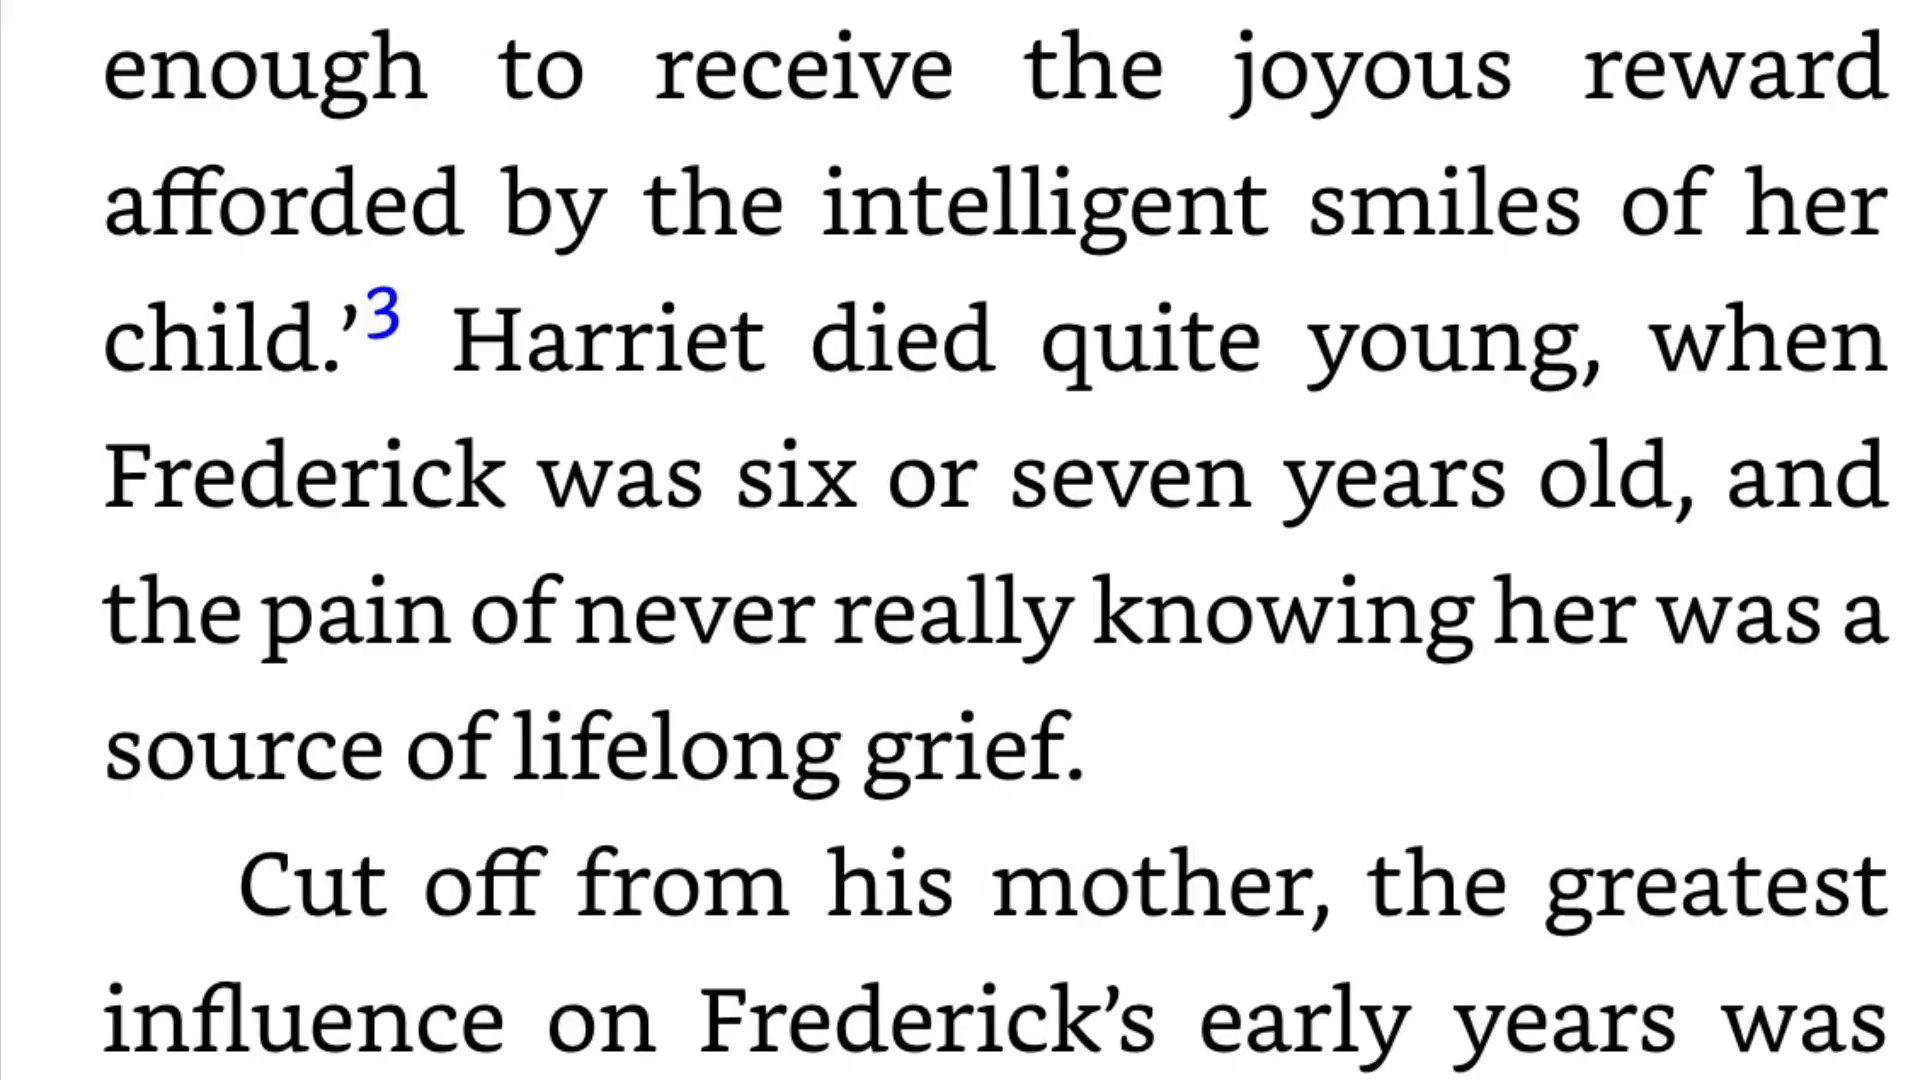 enough to receive the joyous reward
afforded by the intelligent smiles of her
child.’3 Harriet died quite young, when
Frederick was six or seven years old, and
the pain of never really knowing her was a
source of lifelong grief.
Cut off from his mother, the greatest
influence on Frederick’s early years was